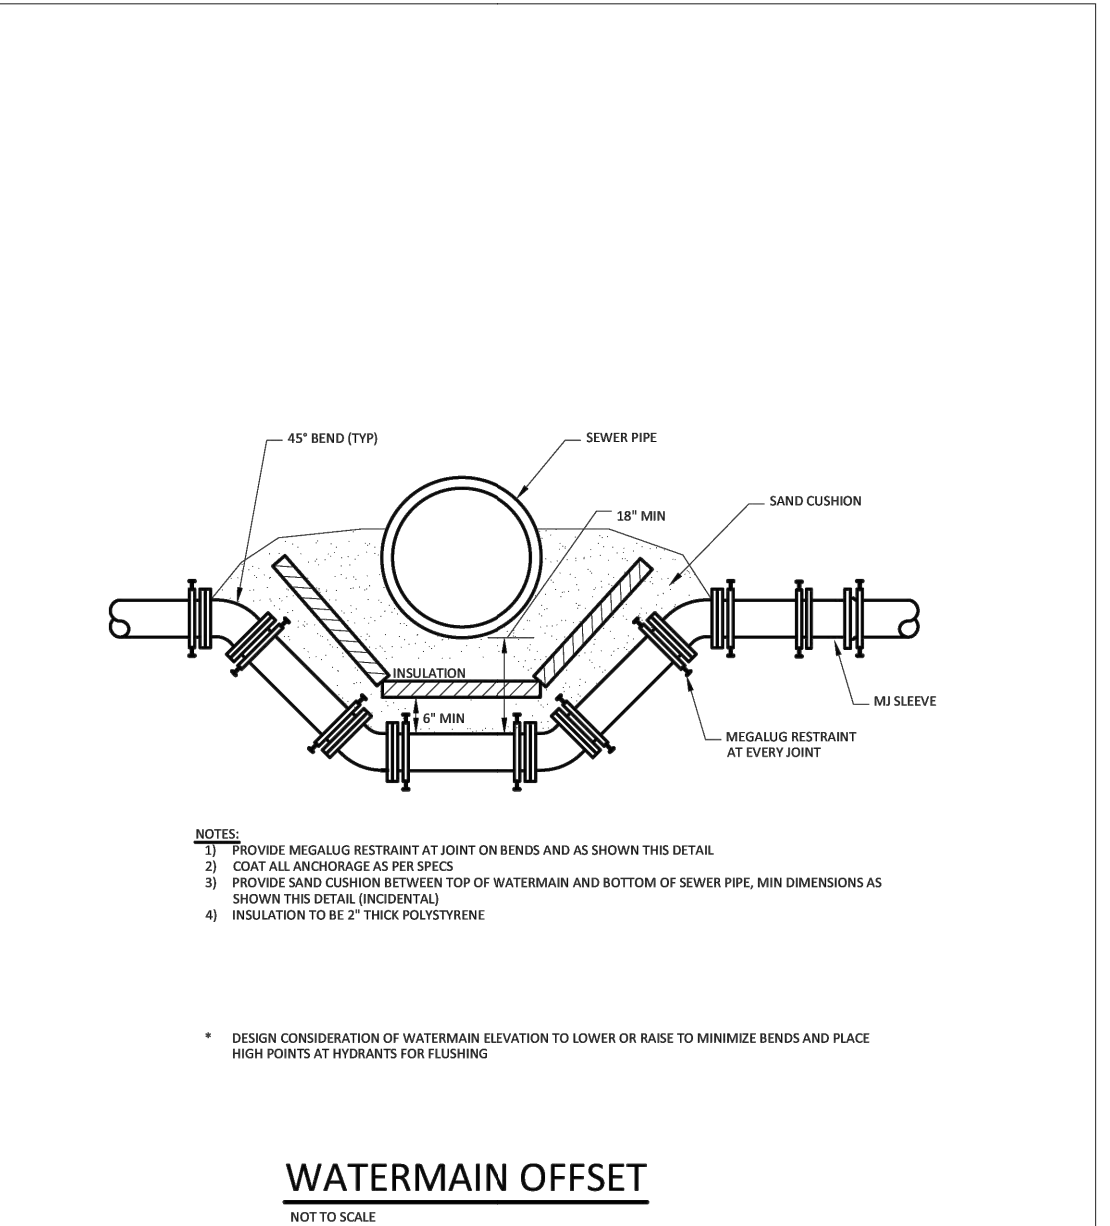 45° BEND (TYP)
SEWER PIPE
SAND CUSHION
18" MIN
INSULATION
6" MIN
MJ SLEEVE
MEGALUG RESTRAINT
AT EVERY JOINT
NOTES:
1) PROVIDE MEGALUG RESTRAINT AT JOINT ON BENDS AND AS SHOWN THIS DETAIL
2) COAT ALL ANCHORAGE AS PER SPECS
3) PROVIDE SAND CUSHION BETWEEN TOP OF WATERMAIN AND BOTTOM OF SEWER PIPE, MIN DIMENSIONS AS
SHOWN THIS DETAIL (INCIDENTAL)
4) INSULATION TO BE 2" THICK POLYSTYRENE
* DESIGN CONSIDERATION OF WATERMAIN ELEVATION TO LOWER OR RAISE TO MINIMIZE BENDS AND PLACE
HIGH POINTS AT HYDRANTS FOR FLUSHING
WATERMAIN OFFSET
NOT TO SCALE